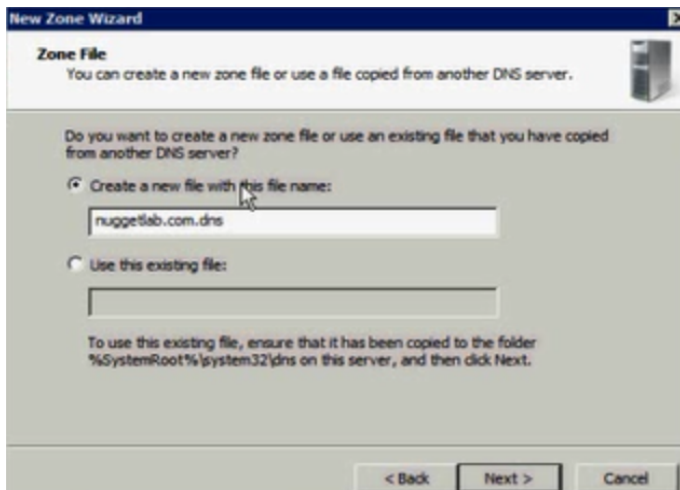 New Zone Wizard
Zone File
You can create a new zone file or use a file copied from another DNS server.
Do you want to create a new zone file or use an existing file that you have copied
from another DNS server?
Create a new file with this file name:
nuggetlab.com.dns
Use this existing file:
To use this existing file, ensure that it has been copied to the folder
%SystemRoot%\system32\dns on this server, and then click Next.
< Back
Next >
Cancel